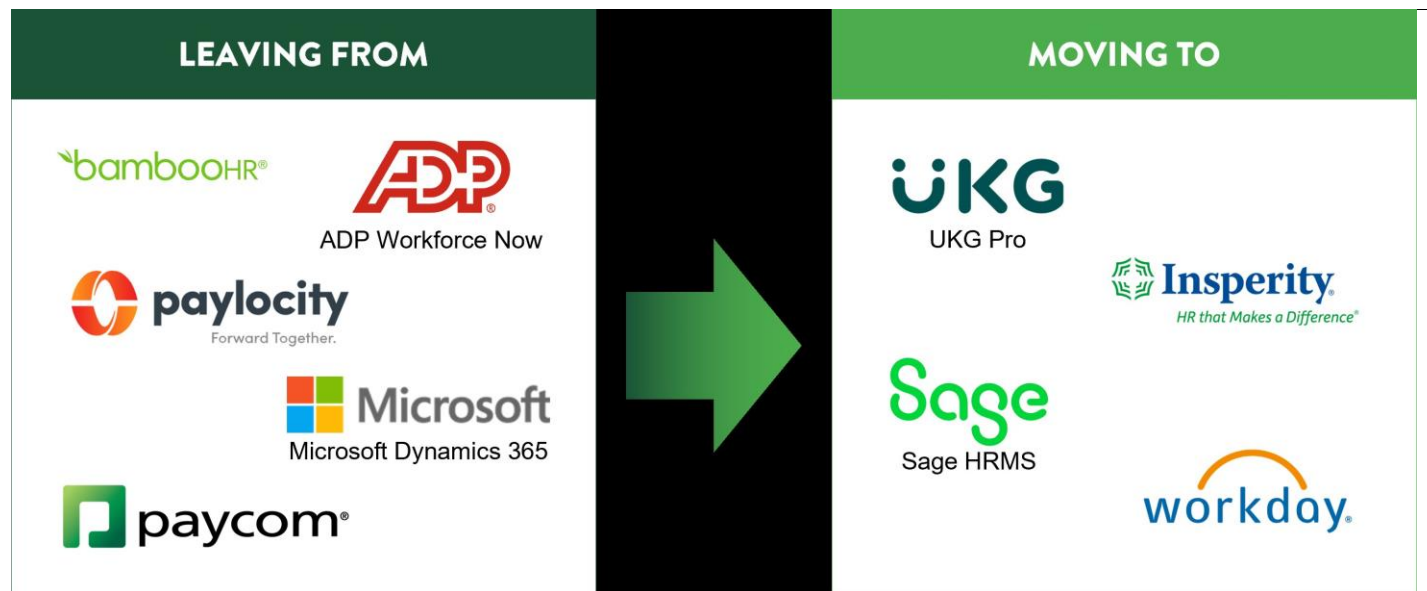 LEAVING FROM
MOVING TO
bambooHR®
ADP®
ADP Workforce Now
paylocity
Forward Together.
Microsoft
Microsoft Dynamics 365
paycom®
UKG
UKG Pro
Insperity®
HR that Makes a Difference®
Sage
Sage HRMS
workday®